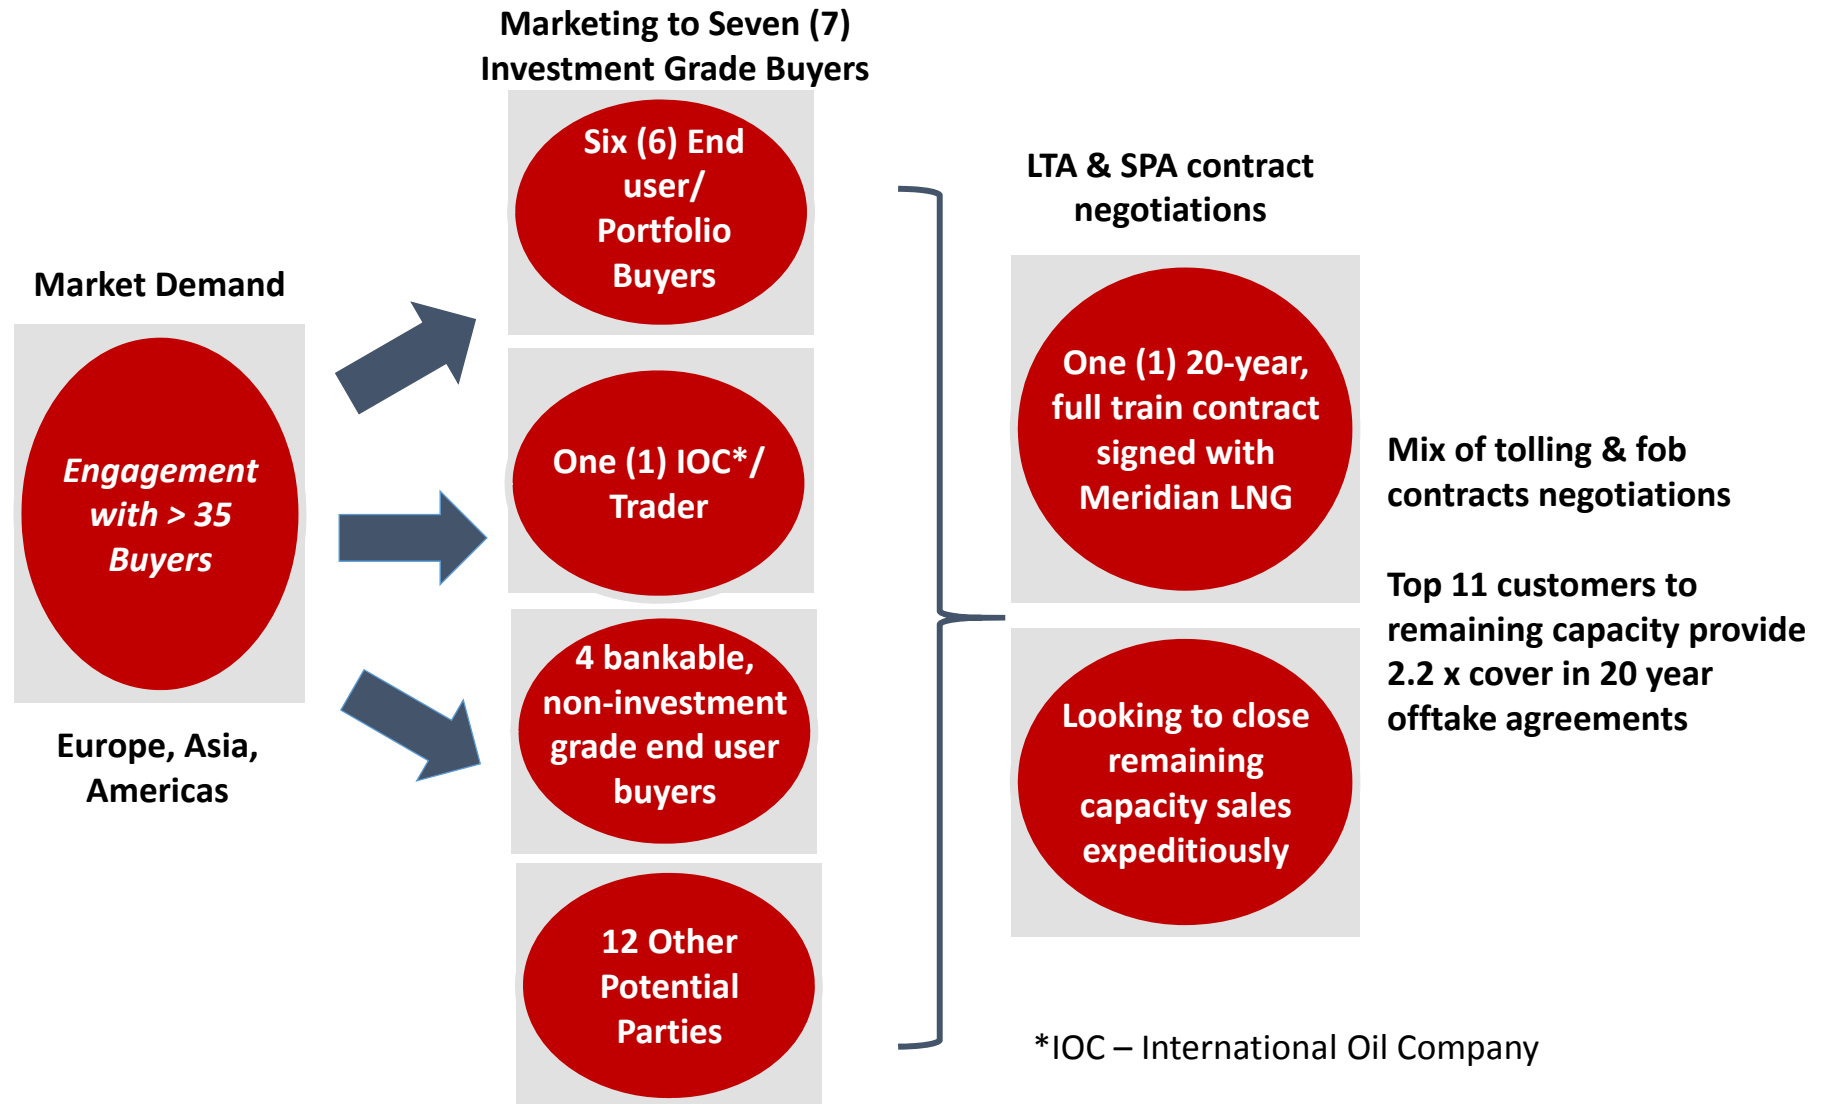 Marketing to Seven (7)
Investment Grade Buyers
Market Demand
Engagement
with > 35
Buyers
Europe, Asia,
Americas
Six (6) End
user/
Portfolio
Buyers
One (1) IOC*/
Trader
4 bankable,
non-investment
grade end user
buyers
12 Other
Potential
Parties
LTA & SPA contract
negotiations
One (1) 20-year,
full train contract
signed with
Meridian LNG
Looking to close
remaining
capacity sales
expeditiously
Mix of tolling & fob
contracts negotiations
Top 11 customers to
remaining capacity provide
2.2 x cover in 20 year
offtake agreements
*IOC – International Oil Company